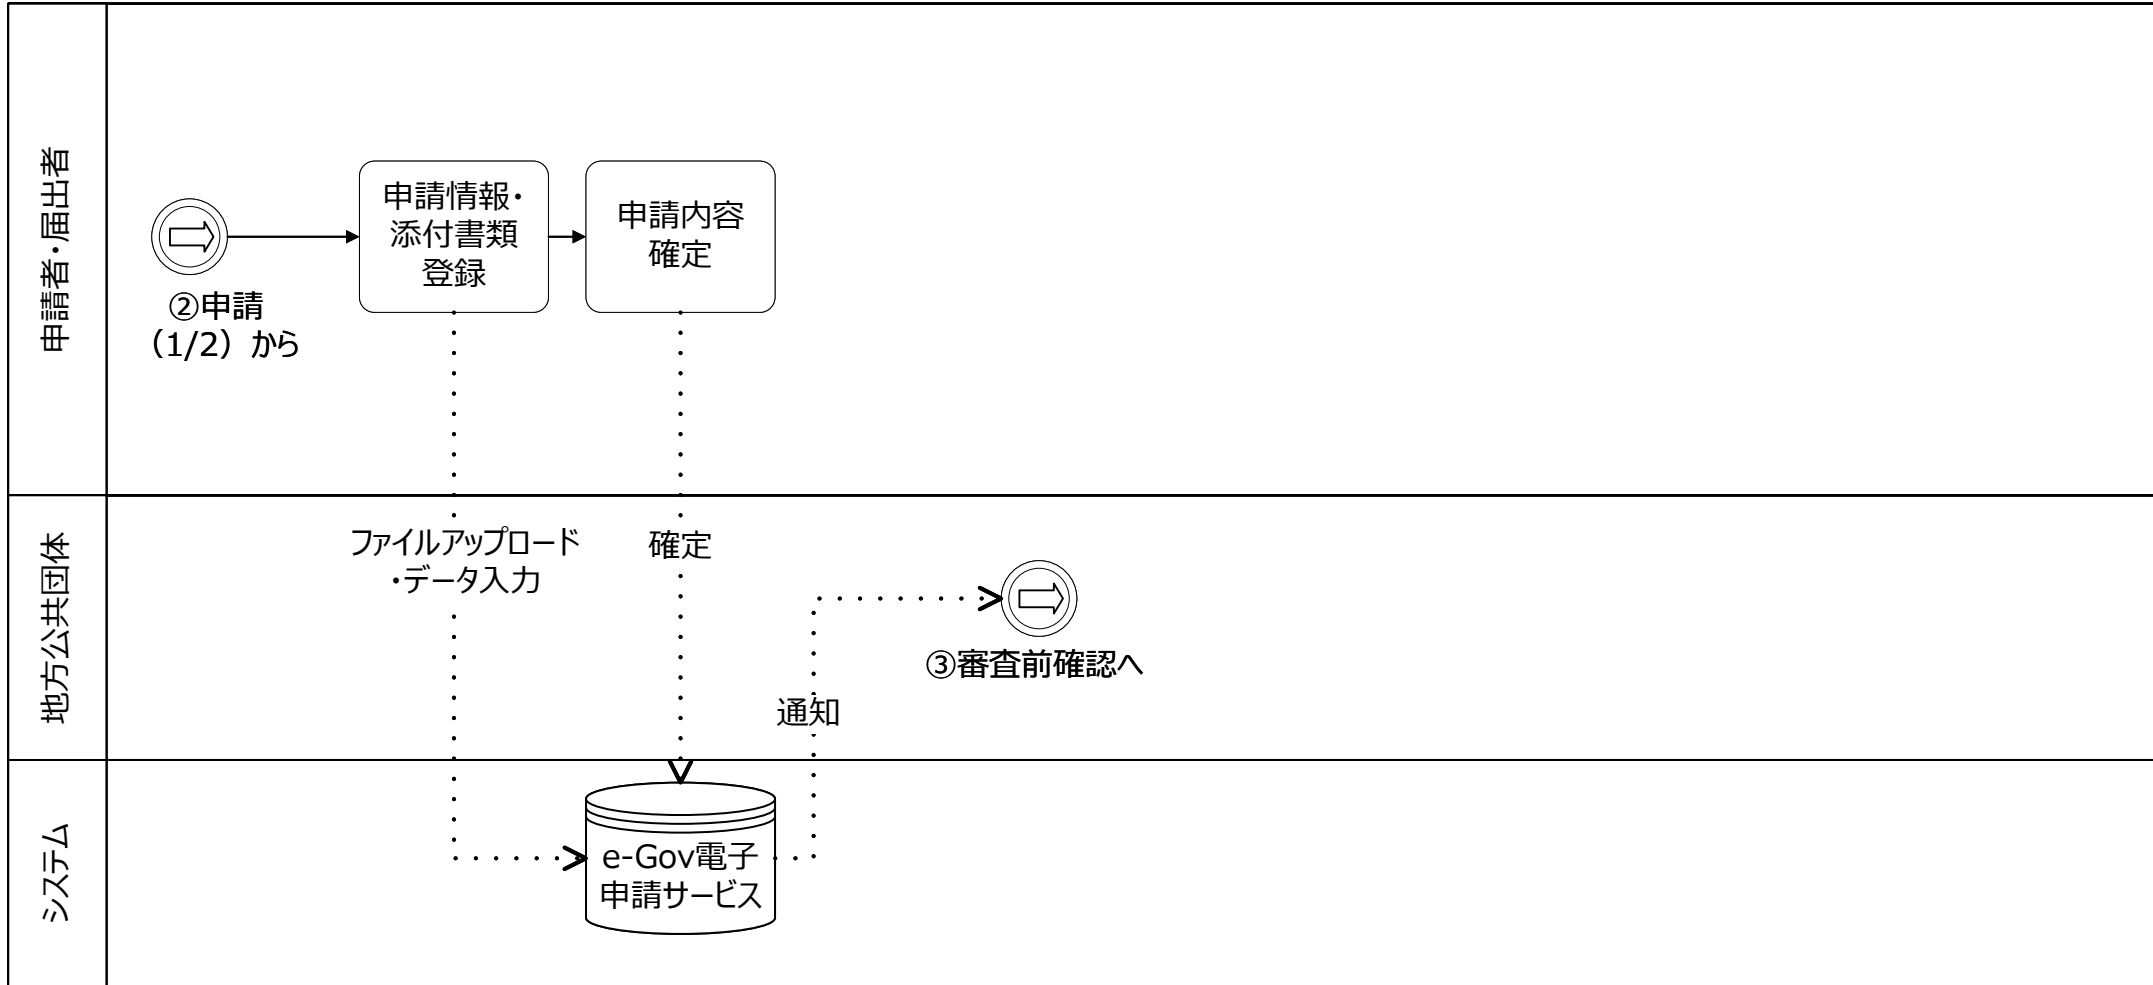 申請者・届出者
申請情報・
添付書類
登録
申請内容
確定
②申請
（1/2）から
地方公共団体
ファイルアップロード
・データ入力
確定
③審査前確認へ
通知
システム
e-Gov電子
申請サービス